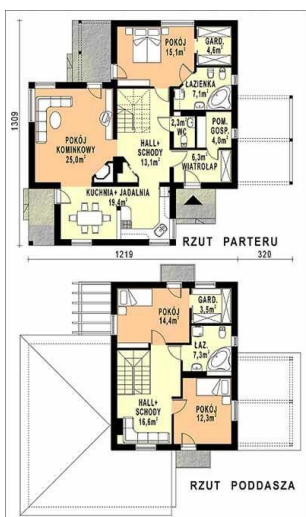 POKÓJ
15,1m²
GARD.
4,6m²
ŁAZIENKA
7,1m²
1309
POKÓJ
KOMINKOWY
25,0m²
HALL+
SCHODY
13,1m²
2,3m²
WC
POM.
GOSP.
4,0m²
6,3m²
WIATROŁAP
KUCHNIA+ JADALNIA
19,4m²
RZUT PARTERU
1219
320
POKÓJ
14,4m²
GARD.
3,5m²
ŁAZ.
7,3m²
HALL+
SCHODY
16,6m²
POKÓJ
12,3m²
RZUT PODDASZA